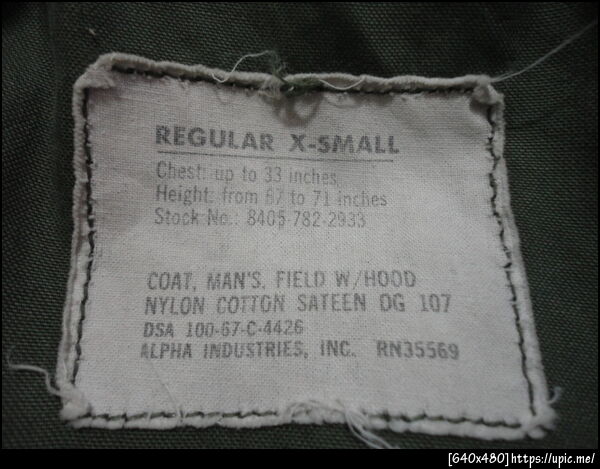 REGULAR X-SMALL
Chest: up to 33 inches
Height: from 67 to 71 inches
Stock No.: 8405-782-2933
COAT, MAN'S, FIELD W/HOOD
NYLON COTTON SATEEN OG 107
DSA 100-67-C-4426
ALPHA INDUSTRIES, INC. RN35569
[640x480]https://upic.me/